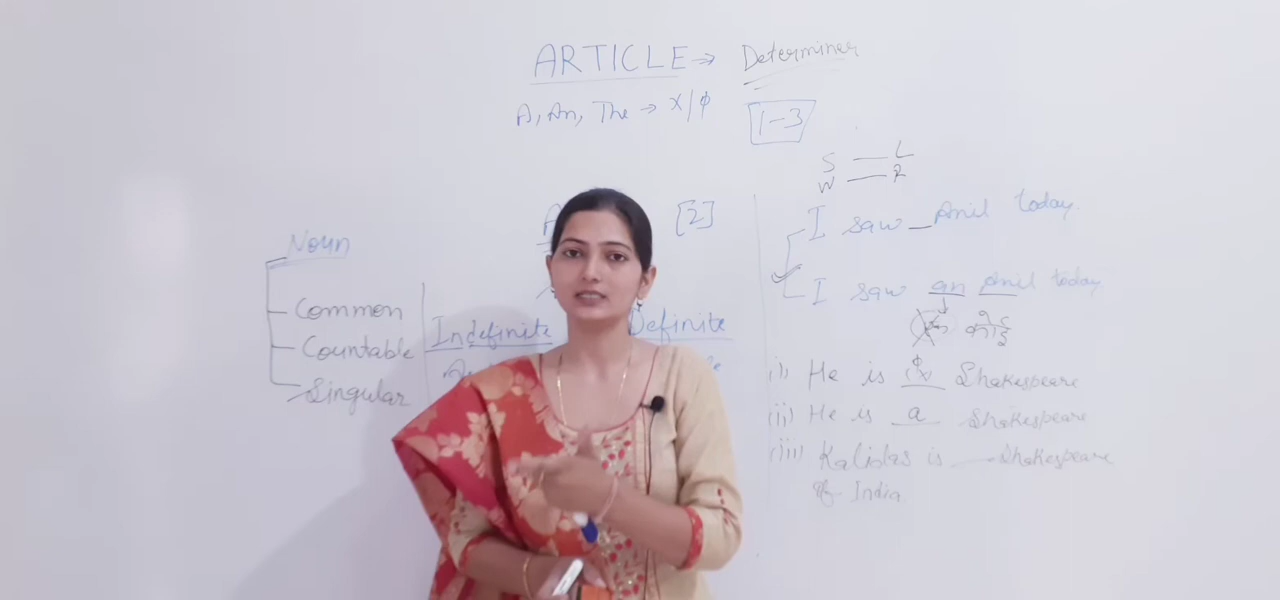 ARTICLE → Determiner
A, An, The → X/ϕ [1-3]
S — L
W — R
[2]
Noun
Common
Countable
Singular
Indefinite
Definite
I saw _ Anil today
I saw an Anil today
(i) He is _ Shakespeare
(ii) He is a Shakespeare
(iii) Kalidas is __ Shakespeare
of India